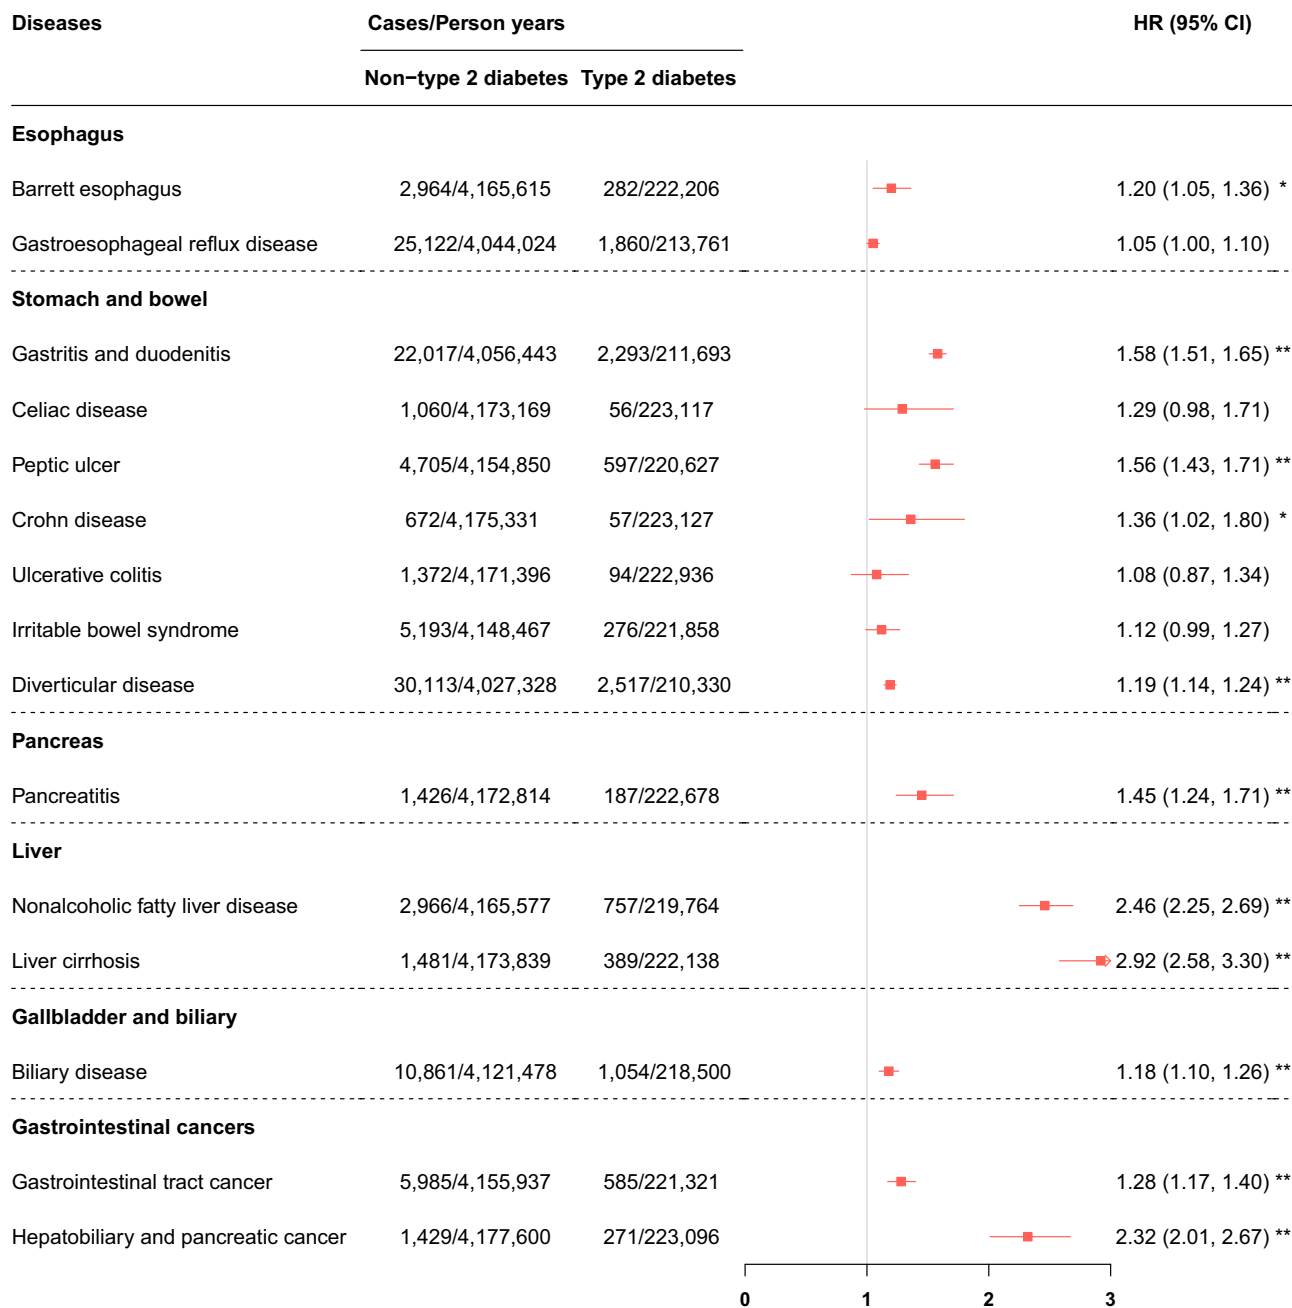 Diseases Cases/Person years HR (95% CI)
Non−type 2 diabetes Type 2 diabetes
Esophagus
Barrett esophagus 2,964/4,165,615 282/222,206 1.20 (1.05, 1.36) *
Gastroesophageal reflux disease 25,122/4,044,024 1,860/213,761 1.05 (1.00, 1.10)
Stomach and bowel
Gastritis and duodenitis 22,017/4,056,443 2,293/211,693 1.58 (1.51, 1.65) **
Celiac disease 1,060/4,173,169 56/223,117 1.29 (0.98, 1.71)
Peptic ulcer 4,705/4,154,850 597/220,627 1.56 (1.43, 1.71) **
Crohn disease 672/4,175,331 57/223,127 1.36 (1.02, 1.80) *
Ulcerative colitis 1,372/4,171,396 94/222,936 1.08 (0.87, 1.34)
Irritable bowel syndrome 5,193/4,148,467 276/221,858 1.12 (0.99, 1.27)
Diverticular disease 30,113/4,027,328 2,517/210,330 1.19 (1.14, 1.24) **
Pancreas
Pancreatitis 1,426/4,172,814 187/222,678 1.45 (1.24, 1.71) **
Liver
Nonalcoholic fatty liver disease 2,966/4,165,577 757/219,764 2.46 (2.25, 2.69) **
Liver cirrhosis 1,481/4,173,839 389/222,138 2.92 (2.58, 3.30) **
Gallbladder and biliary
Biliary disease 10,861/4,121,478 1,054/218,500 1.18 (1.10, 1.26) **
Gastrointestinal cancers
Gastrointestinal tract cancer 5,985/4,155,937 585/221,321 1.28 (1.17, 1.40) **
Hepatobiliary and pancreatic cancer 1,429/4,177,600 271/223,096 2.32 (2.01, 2.67) **
0 1 2 3